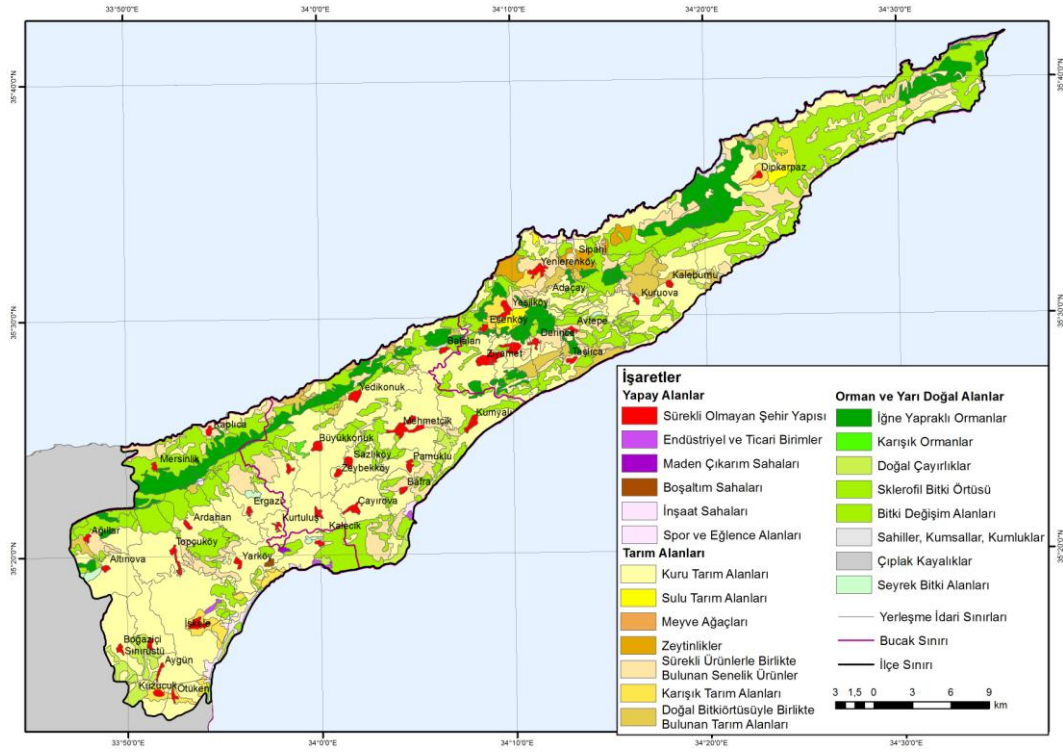 33°50'0"E
34°0'0"E
34°10'0"E
34°20'0"E
34°30'0"E
35°40'0"N
35°40'0"N
Dipkarpaz
Sipahi
Yenierenköy
Kaleburnu
Adaçay
Kuruova
Yeşilköy
35°30'0"N
35°30'0"N
Esenköy
Avtepe
Derince
Balalan
Ziyamet
Taşlıca
Yedikonuk
Kumyalı
Mehmetçik
Kaplıca
Büyükkonuk
Mersinlik
Sazlıköy
Pamuklu
Zeybekköy
Bafra
Ergazi
Çayırova
Ardahan
Kurtuluş
Kalecik
Ağıllar
Topçuköy
35°20'0"N
35°20'0"N
Altınova
Yarköy
İskele
Boğaziçi
Sınırüstü
Aygün
Kuzucuk
Ötüken
İşaretler
Yapay Alanlar
Sürekli Olmayan Şehir Yapısı
Endüstriyel ve Ticari Birimler
Maden Çıkarım Sahaları
Boşaltım Sahaları
İnşaat Sahaları
Spor ve Eğlence Alanları
Tarım Alanları
Kuru Tarım Alanları
Sulu Tarım Alanları
Meyve Ağaçları
Zeytinlikler
Sürekli Ürünlerle Birlikte
Bulunan Senelik Ürünler
Karışık Tarım Alanları
Doğal Bitkiörtüsüyle Birlikte
Bulunan Tarım Alanları
Orman ve Yarı Doğal Alanlar
İğne Yapraklı Ormanlar
Karışık Ormanlar
Doğal Çayırlıklar
Sklerofil Bitki Örtüsü
Bitki Değişim Alanları
Sahiller, Kumsallar, Kumluklar
Çıplak Kayalıklar
Seyrek Bitki Alanları
Yerleşme İdari Sınırları
Bucak Sınırı
İlçe Sınırı
3 1,5 0 3 6 9
km
33°50'0"E
34°0'0"E
34°10'0"E
34°20'0"E
34°30'0"E